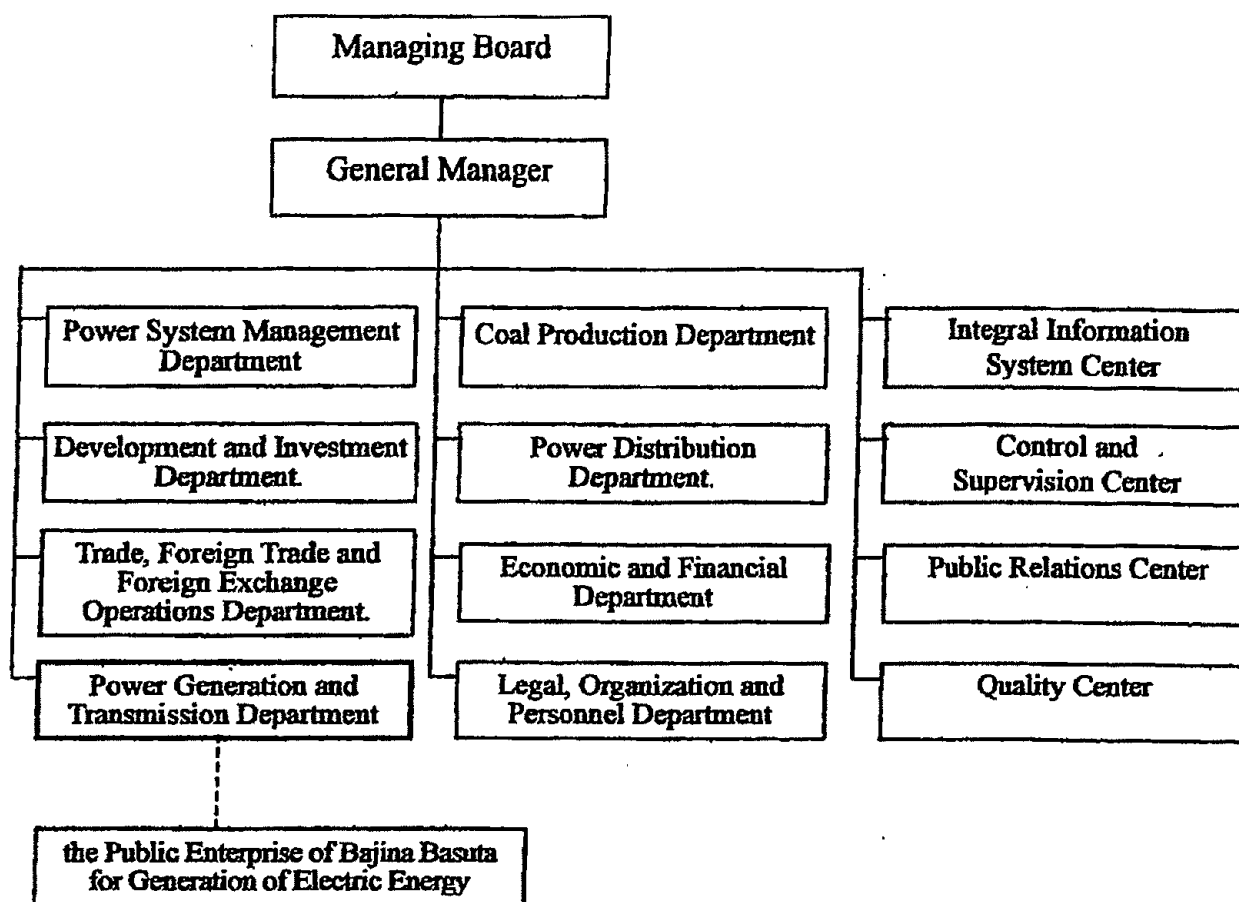 Managing Board
General Manager
Power System Management
Department
Coal Production Department
Integral Information
System Center
Development and Investment
Department.
Power Distribution
Department.
Control and
Supervision Center
Trade, Foreign Trade and
Foreign Exchange
Operations Department.
Economic and Financial
Department
Public Relations Center
Power Generation and
Transmission Department
Legal, Organization and
Personnel Department
Quality Center
the Public Enterprise of Bajina Basuta
for Generation of Electric Energy